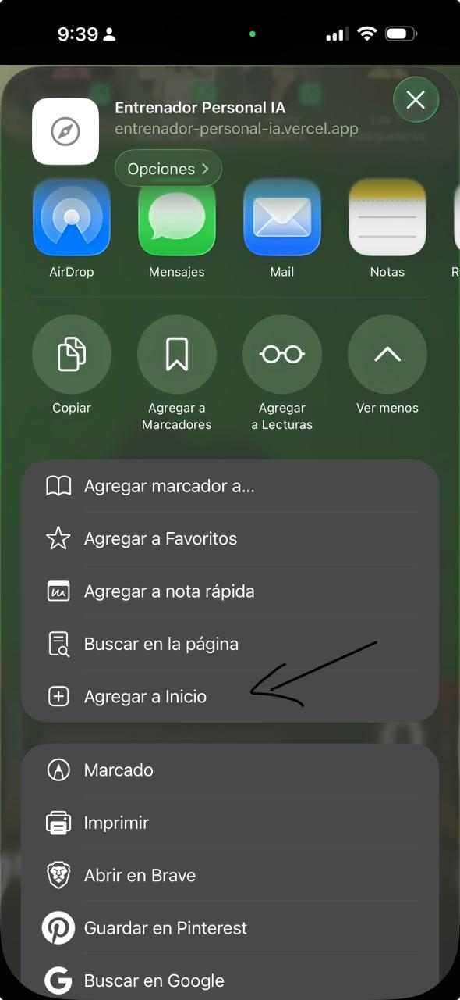 9:39
Entrenador Personal IA
entrenador-personal-ia.vercel.app
Opciones
AirDrop
Mensajes
Mail
Notas
R
Copiar
Agregar a
Marcadores
Agregar
a Lecturas
Ver menos
Agregar marcador a...
Agregar a Favoritos
Agregar a nota rápida
Buscar en la página
Agregar a Inicio
Marcado
Imprimir
Abrir en Brave
Guardar en Pinterest
Buscar en Google